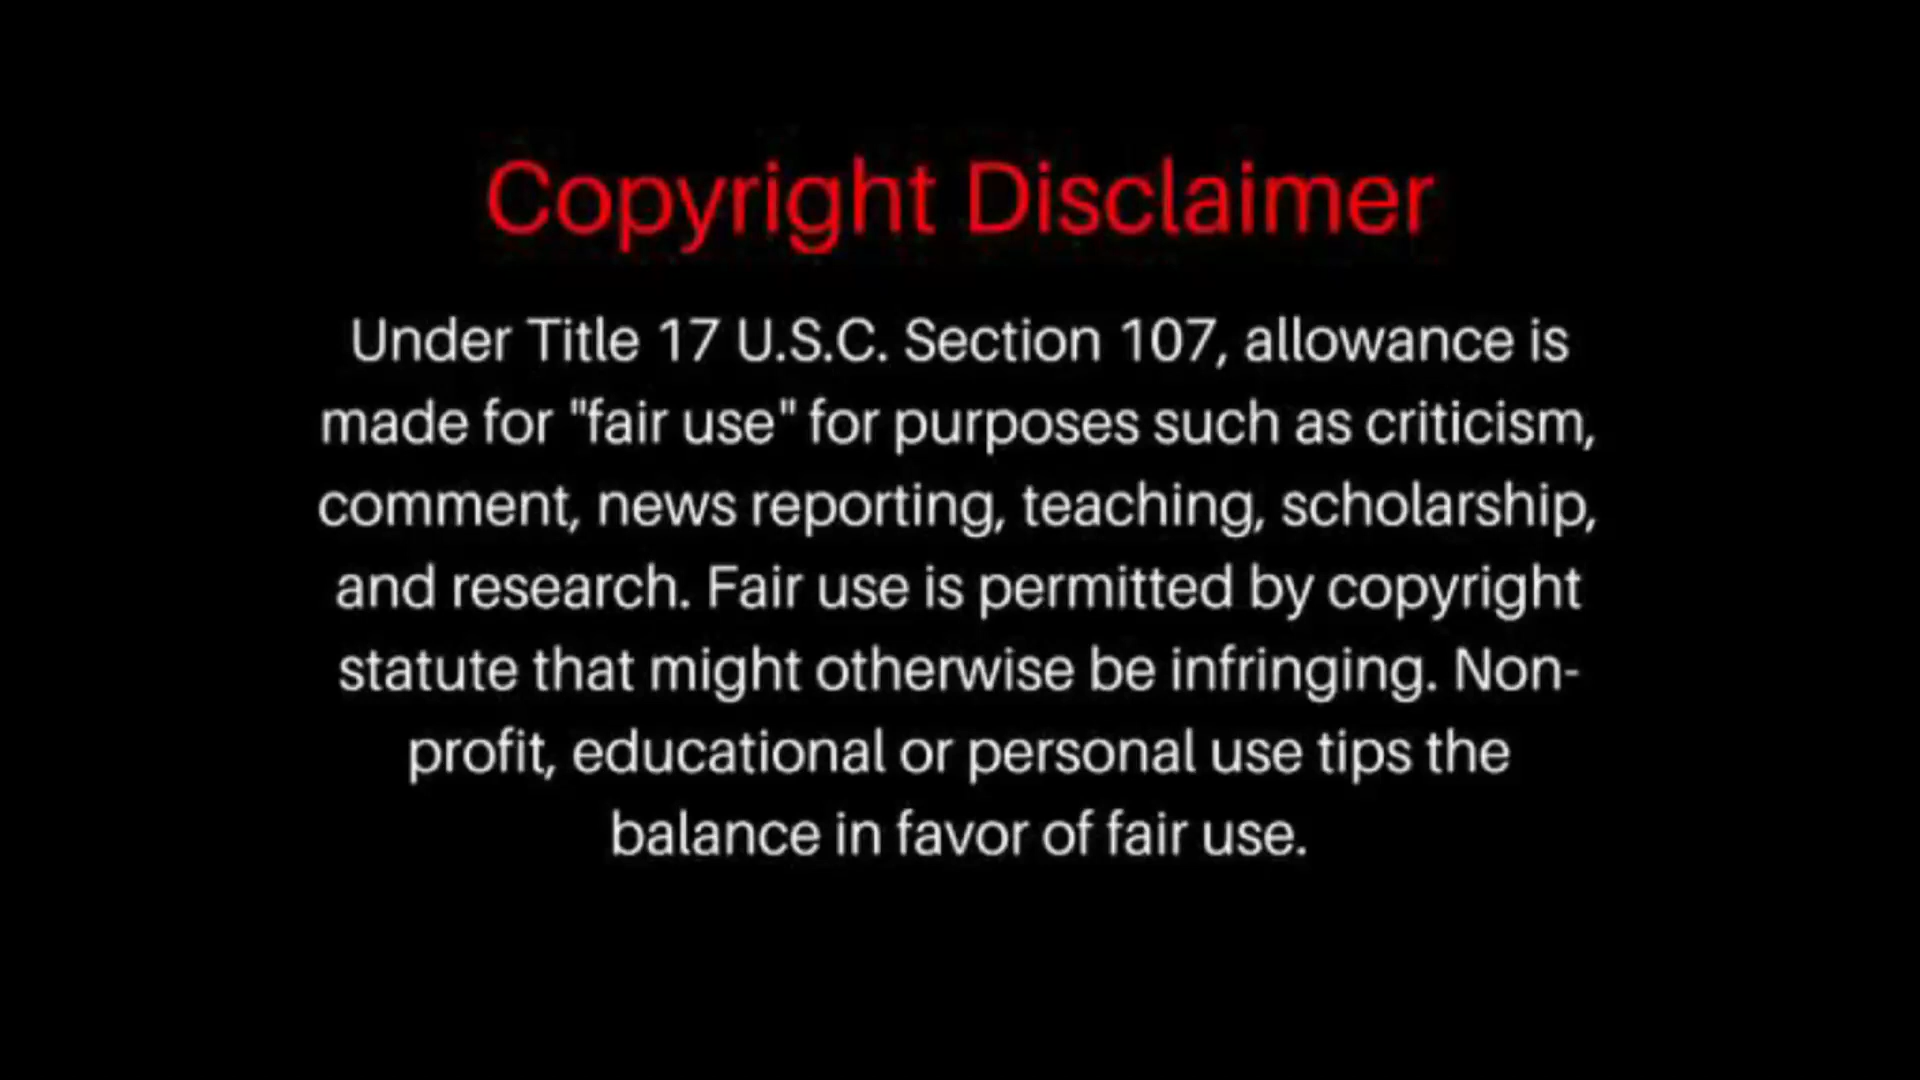 Copyright Disclaimer
Under Title 17 U.S.C. Section 107, allowance is
made for "fair use" for purposes such as criticism,
comment, news reporting, teaching, scholarship,
and research. Fair use is permitted by copyright
statute that might otherwise be infringing. Non-
profit, educational or personal use tips the
balance in favor of fair use.